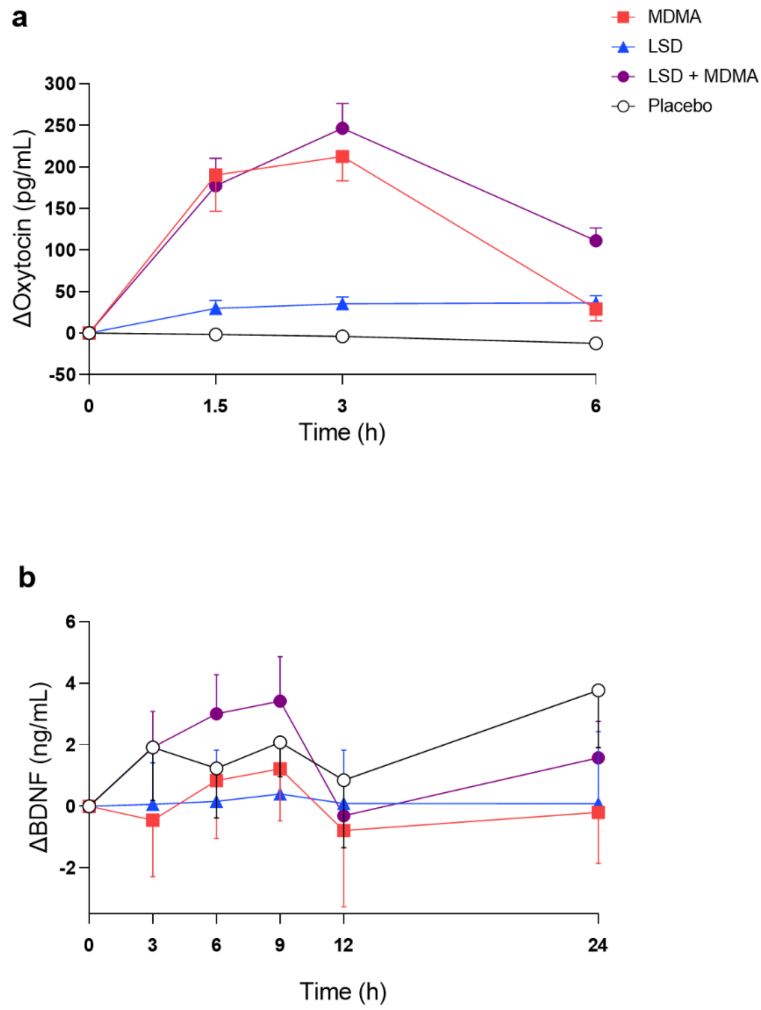 a
MDMA
LSD
LSD + MDMA
Placebo
300
250
200
150
100
50
0
-50
ΔOxytocin (pg/mL)
0 1.5 3 6
Time (h)
b
6
4
2
0
-2
ΔBDNF (ng/mL)
0 3 6 9 12 24
Time (h)